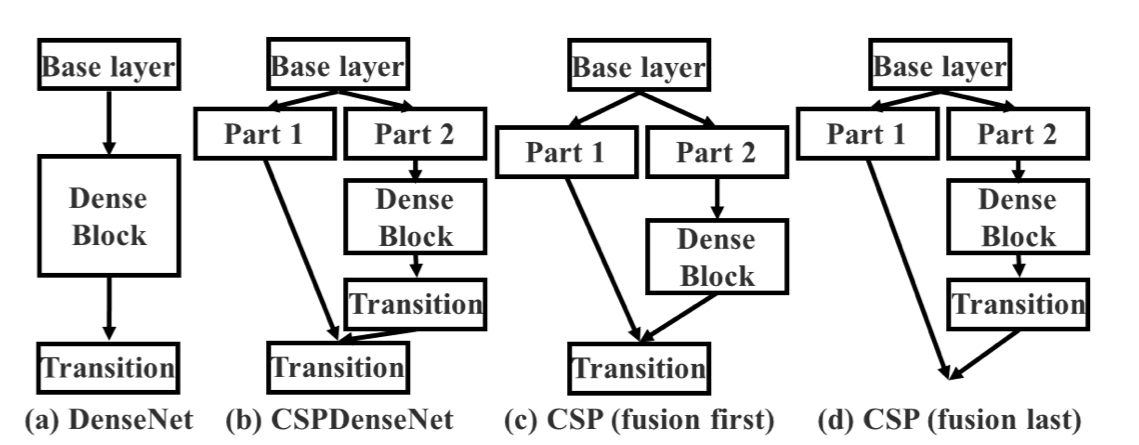 Base layer
Dense
Block
Transition
(a) DenseNet
Base layer
Part 1
Part 2
Dense
Block
Transition
Transition
(b) CSPDenseNet
Base layer
Part 1
Part 2
Dense
Block
Transition
(c) CSP (fusion first)
Base layer
Part 1
Part 2
Dense
Block
Transition
(d) CSP (fusion last)